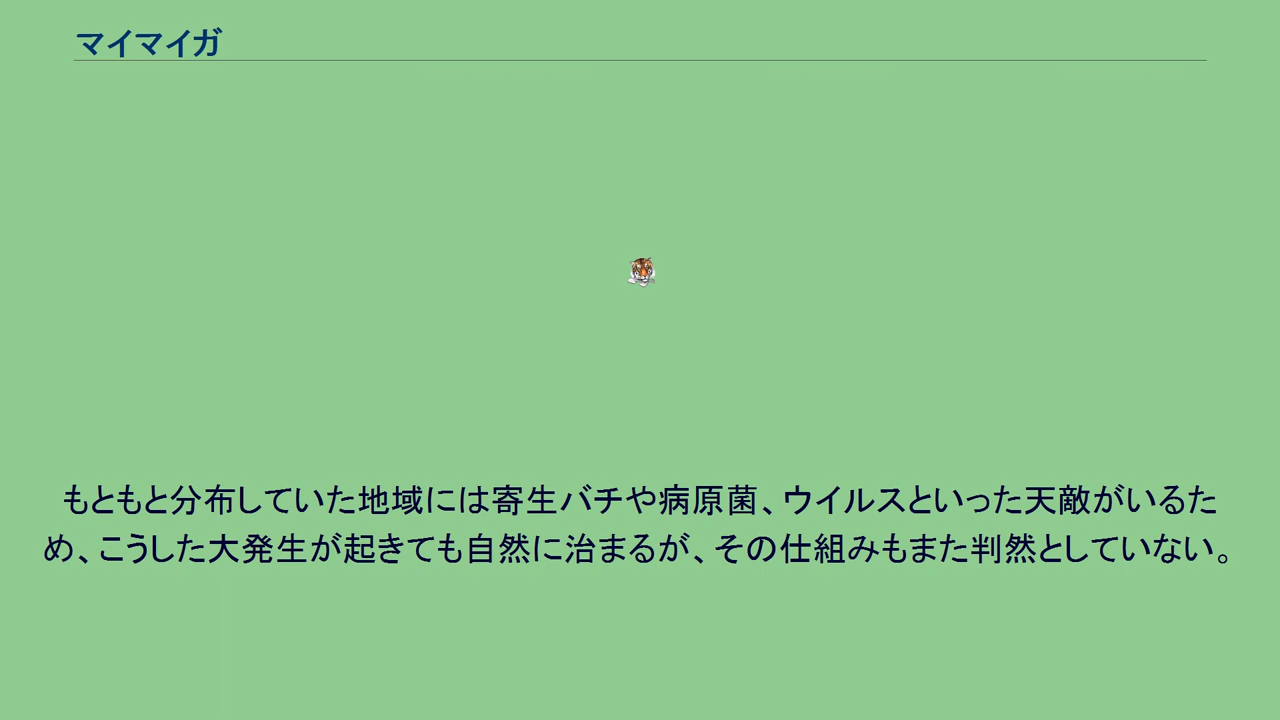 マイマイガ
もともと分布していた地域には寄生バチや病原菌、ウイルスといった天敵がいるた
め、こうした大発生が起きても自然に治まるが、その仕組みもまた判然としていない。